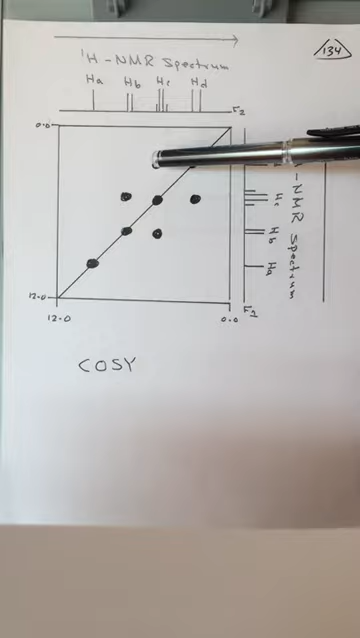 134
¹H-NMR Spectrum
Ha Hb Hc Hd
F2
0.0
-NMR Spectrum
Hc
Hb
Ha
12.0
F1
12.0 0.0
COSY